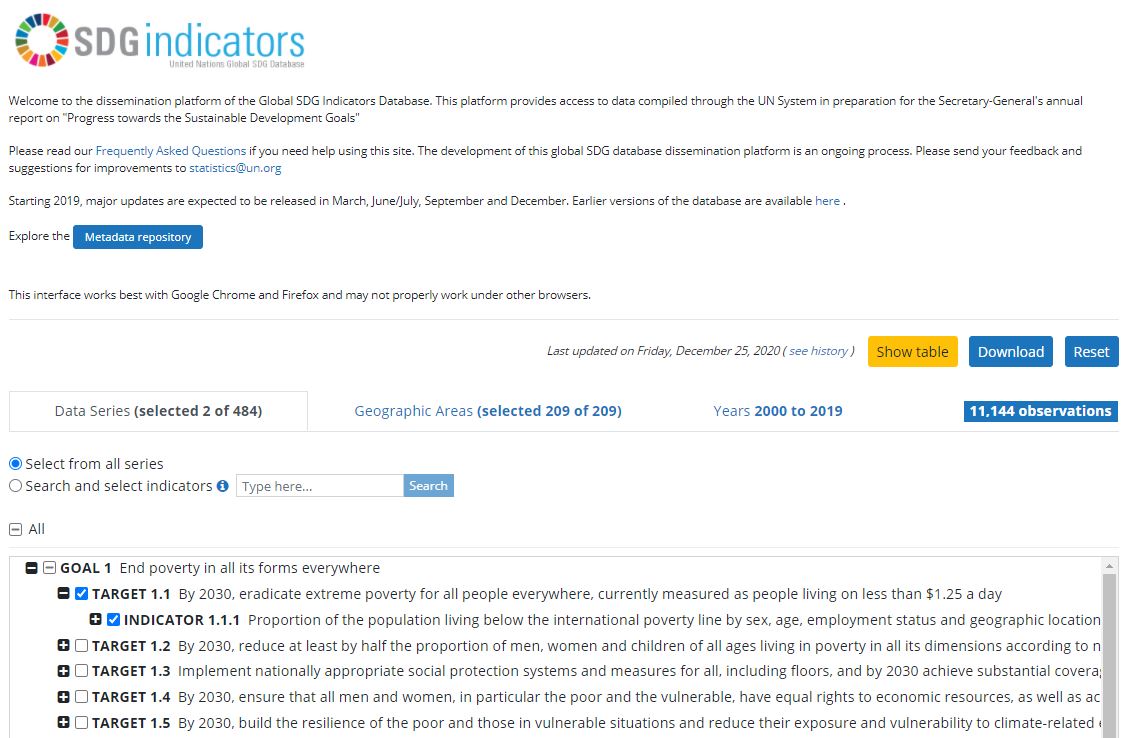 SDG indicators
United Nations Global SDG Database
Welcome to the dissemination platform of the Global SDG Indicators Database. This platform provides access to data compiled through the UN System in preparation for the Secretary-General's annual
report on "Progress towards the Sustainable Development Goals"
Please read our Frequently Asked Questions if you need help using this site. The development of this global SDG database dissemination platform is an ongoing process. Please send your feedback and
suggestions for improvements to statistics@un.org
Starting 2019, major updates are expected to be released in March, June/July, September and December. Earlier versions of the database are available here .
Explore the Metadata repository
This interface works best with Google Chrome and Firefox and may not properly work under other browsers.
Last updated on Friday, December 25, 2020 ( see history ) Show table Download Reset
Data Series (selected 2 of 484) Geographic Areas (selected 209 of 209) Years 2000 to 2019 11,144 observations
Select from all series
Search and select indicators Type here... Search
All
GOAL 1 End poverty in all its forms everywhere
TARGET 1.1 By 2030, eradicate extreme poverty for all people everywhere, currently measured as people living on less than $1.25 a day
INDICATOR 1.1.1 Proportion of the population living below the international poverty line by sex, age, employment status and geographic location
TARGET 1.2 By 2030, reduce at least by half the proportion of men, women and children of all ages living in poverty in all its dimensions according to n
TARGET 1.3 Implement nationally appropriate social protection systems and measures for all, including floors, and by 2030 achieve substantial covera
TARGET 1.4 By 2030, ensure that all men and women, in particular the poor and the vulnerable, have equal rights to economic resources, as well as ac
TARGET 1.5 By 2030, build the resilience of the poor and those in vulnerable situations and reduce their exposure and vulnerability to climate-related